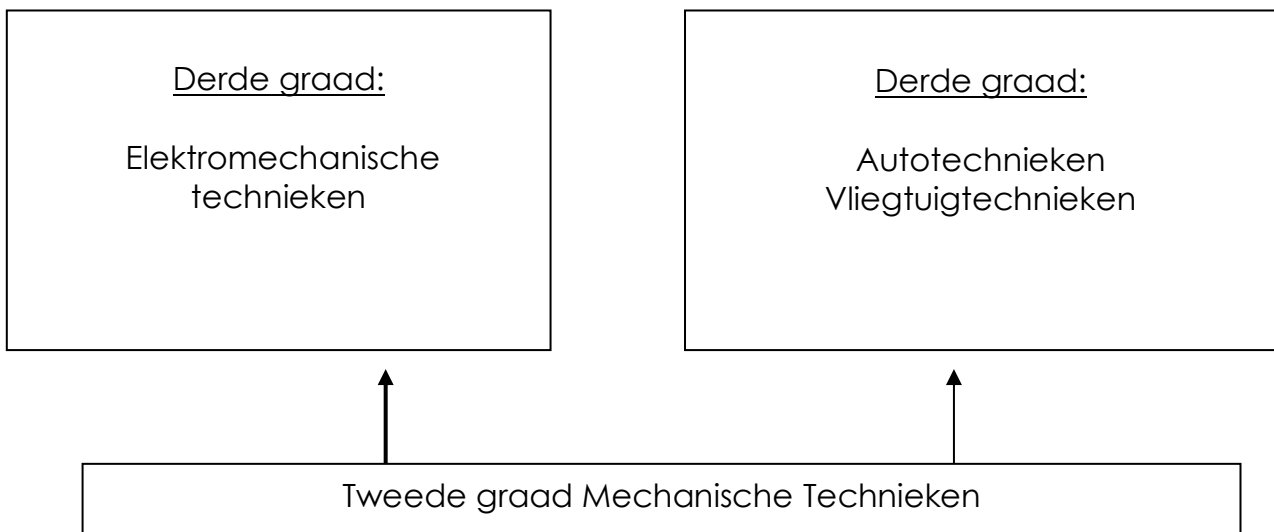 Derde graad:
Elektromechanische
technieken
Derde graad:
Autotechnieken
Vliegtuigtechnieken
Tweede graad Mechanische Technieken